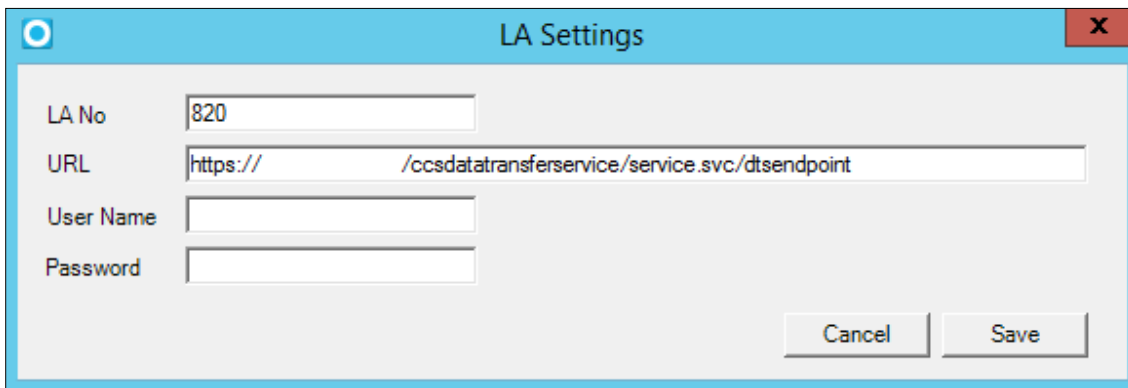 LA Settings
x
LA No 820
URL https:// /ccsdatatransferservice/service.svc/dtsendpoint
User Name
Password
Cancel Save